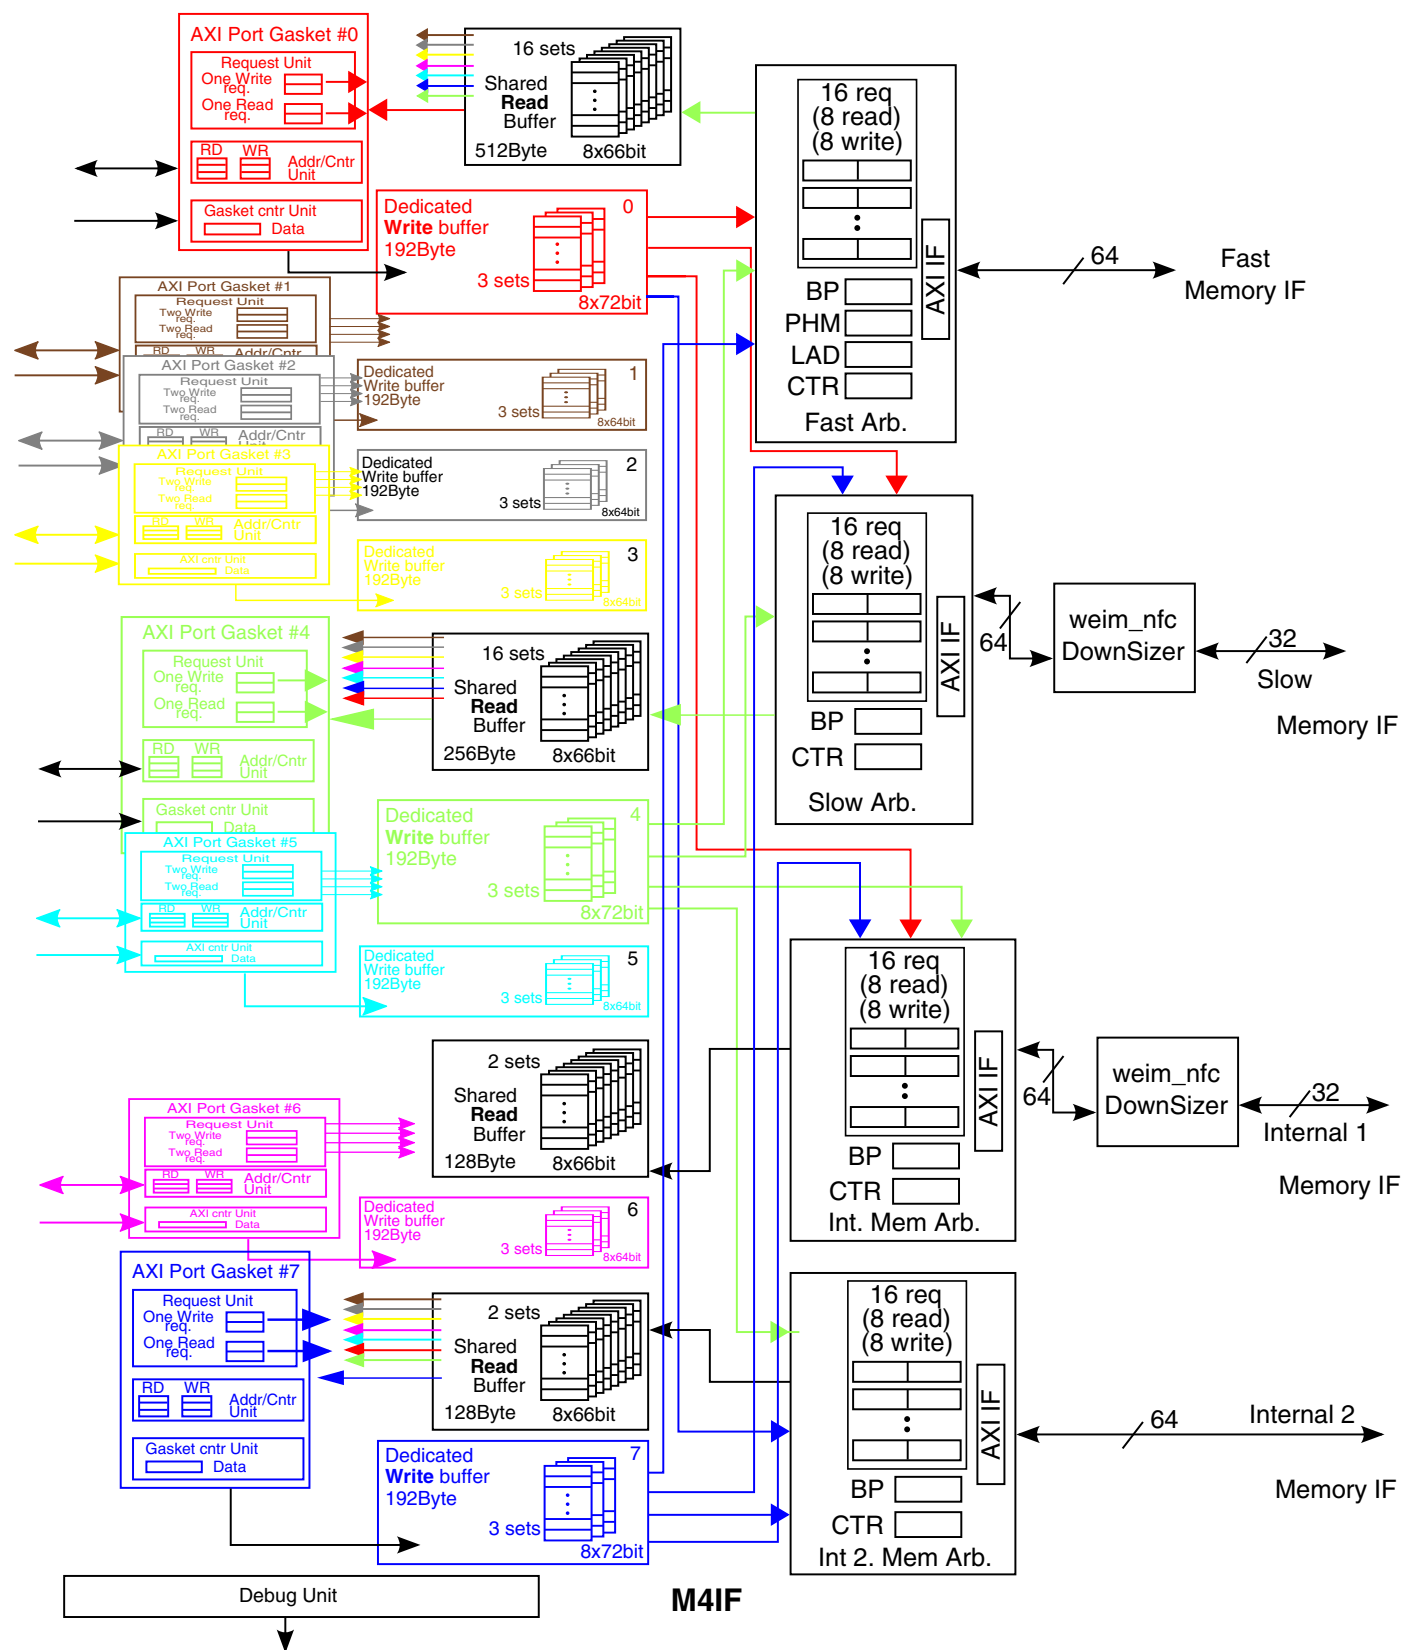 AXI Port Gasket #0
Request Unit
One Write
req.
One Read
req.
RD WR Addr/Cntr
Unit
Gasket cntr Unit
Data
16 sets
Shared
Read
Buffer
512Byte 8x66bit
Dedicated 0
Write buffer
192Byte
3 sets
8x72bit
16 req
(8 read)
(8 write)
AXI IF
BP
PHM
LAD
CTR
Fast Arb.
64
Fast
Memory IF
AXI Port Gasket #1
Request Unit
Two Write
req.
Two Read
req.
RD WR Addr/Cntr
Dedicated 1
Write buffer
192Byte
3 sets
8x64bit
AXI Port Gasket #2
Request Unit
Two Write
req.
Two Read
req.
RD WR Addr/Cntr
Unit
Dedicated 2
Write buffer
192Byte
3 sets
8x64bit
AXI Port Gasket #3
Request Unit
Two Write
req.
Two Read
req.
RD WR Addr/Cntr
Unit
AXI cntr Unit
Data
Dedicated 3
Write buffer
192Byte
3 sets
8x64bit
16 req
(8 read)
(8 write)
AXI IF
BP
CTR
Slow Arb.
64
weim_nfc
DownSizer
32
Slow
Memory IF
AXI Port Gasket #4
Request Unit
One Write
req.
One Read
req.
RD WR Addr/Cntr
Unit
Gasket cntr Unit
Data
16 sets
Shared
Read
Buffer
256Byte 8x66bit
Dedicated 4
Write buffer
192Byte
3 sets
8x72bit
AXI Port Gasket #5
Request Unit
Two Write
req.
Two Read
req.
RD WR Addr/Cntr
Unit
AXI cntr Unit
Data
Dedicated 5
Write buffer
192Byte
3 sets
8x64bit
16 req
(8 read)
(8 write)
AXI IF
BP
CTR
Int. Mem Arb.
64
weim_nfc
DownSizer
32
Internal 1
Memory IF
2 sets
Shared
Read
Buffer
128Byte 8x66bit
AXI Port Gasket #6
Request Unit
Two Write
req.
Two Read
req.
RD WR Addr/Cntr
Unit
AXI cntr Unit
Data
Dedicated 6
Write buffer
192Byte
3 sets
8x64bit
AXI Port Gasket #7
Request Unit
One Write
req.
One Read
req.
RD WR Addr/Cntr
Unit
Gasket cntr Unit
Data
2 sets
Shared
Read
Buffer
128Byte 8x66bit
Dedicated 7
Write buffer
192Byte
3 sets
8x72bit
16 req
(8 read)
(8 write)
AXI IF
BP
CTR
Int 2. Mem Arb.
64
Internal 2
Memory IF
Debug Unit
M4IF